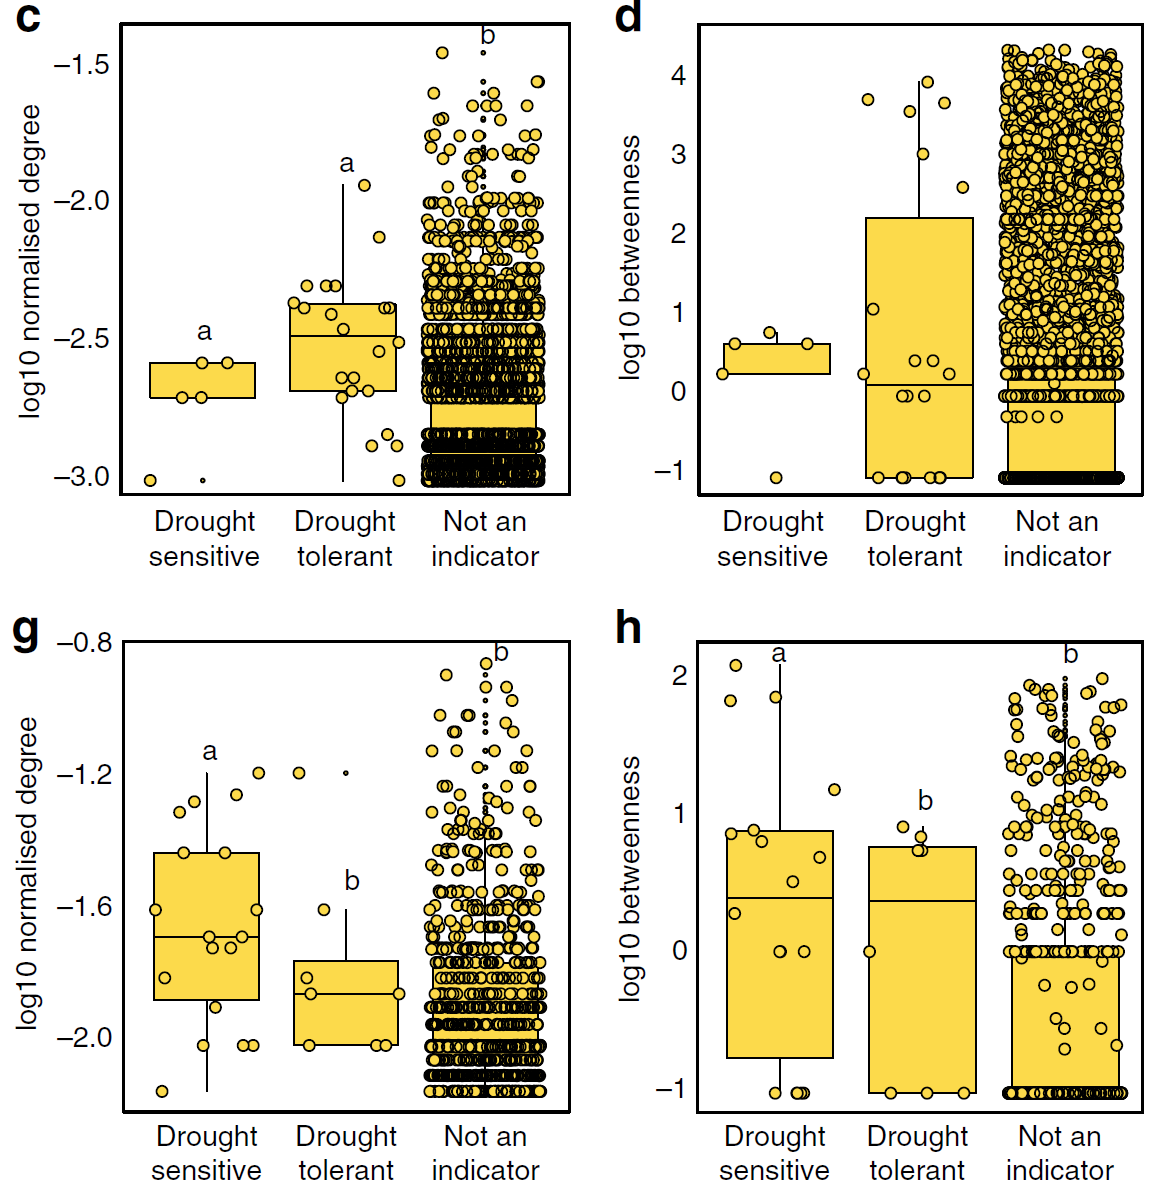 c
b
−1.5
−2.0
−2.5
−3.0
log10 normalised degree
a
a
Drought
sensitive
Drought
tolerant
Not an
indicator
d
4
3
2
1
0
−1
log10 betweenness
Drought
sensitive
Drought
tolerant
Not an
indicator
g
−0.8
−1.2
−1.6
−2.0
log10 normalised degree
a
b
b
Drought
sensitive
Drought
tolerant
Not an
indicator
h
2
1
0
−1
log10 betweenness
a
b
b
Drought
sensitive
Drought
tolerant
Not an
indicator